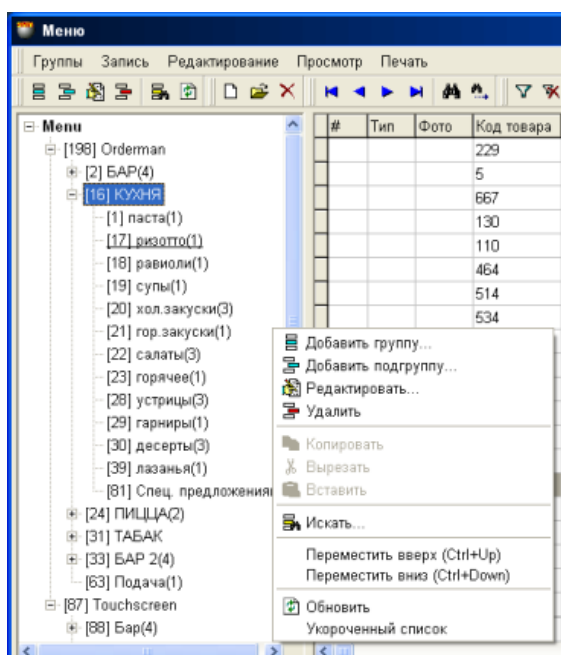 Меню
Группы Запись Редактирование Просмотр Печать
Menu
[198] Orderman
[2] БАР(4)
[16] КУХНЯ
[1] паста(1)
[17] ризотто(1)
[18] равиоли(1)
[19] супы(1)
[20] хол.закуски(3)
[21] гор.закуски(1)
[22] салаты(3)
[23] горячее(1)
[28] устрицы(3)
[29] гарниры(1)
[30] десерты(3)
[39] лазанья(1)
[81] Спец. предложения
[24] ПИЦЦА(2)
[31] ТАБАК
[33] БАР 2(4)
[63] Подача(1)
[87] Touchscreen
[88] Бар(4)
# Тип Фото Код товара
229
5
667
130
110
464
514
534
Добавить группу...
Добавить подгруппу...
Редактировать...
Удалить
Копировать
Вырезать
Вставить
Искать...
Переместить вверх (Ctrl+Up)
Переместить вниз (Ctrl+Down)
Обновить
Укороченный список